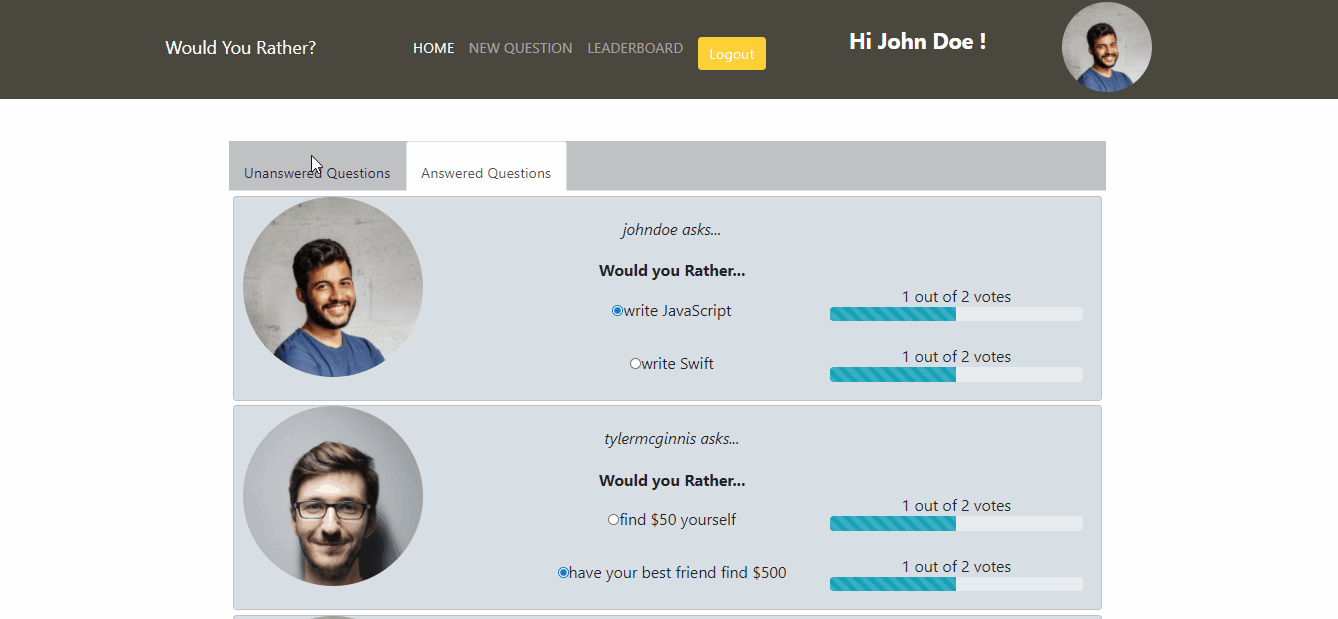 Would You Rather?
HOME NEW QUESTION LEADERBOARD Logout
Hi John Doe !
Unanswered Questions Answered Questions
johndoe asks...
Would you Rather...
write JavaScript
1 out of 2 votes
write Swift
1 out of 2 votes
tylermcginnis asks...
Would you Rather...
find $50 yourself
1 out of 2 votes
have your best friend find $500
1 out of 2 votes